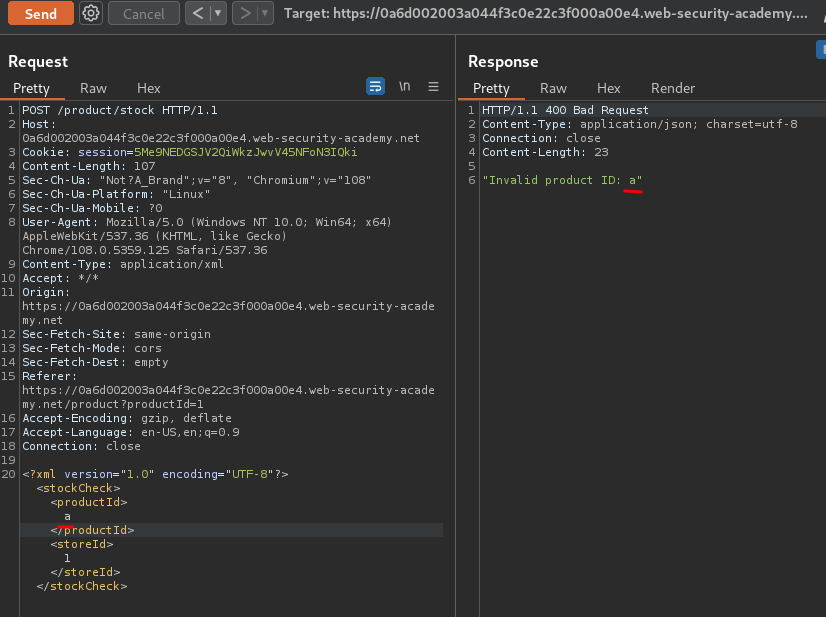 Send Cancel < > Target: https://0a6d002003a044f3c0e22c3f000a00e4.web-security-academy....
Request
Pretty Raw Hex \n
1 POST /product/stock HTTP/1.1
2 Host:
0a6d002003a044f3c0e22c3f000a00e4.web-security-academy.net
3 Cookie: session=5Me9NEDGSJV2QiWkzJwvV45NFoN3IQki
4 Content-Length: 107
5 Sec-Ch-Ua: "Not?A_Brand";v="8", "Chromium";v="108"
6 Sec-Ch-Ua-Platform: "Linux"
7 Sec-Ch-Ua-Mobile: ?0
8 User-Agent: Mozilla/5.0 (Windows NT 10.0; Win64; x64)
AppleWebKit/537.36 (KHTML, like Gecko)
Chrome/108.0.5359.125 Safari/537.36
9 Content-Type: application/xml
10 Accept: */*
11 Origin:
https://0a6d002003a044f3c0e22c3f000a00e4.web-security-acade
my.net
12 Sec-Fetch-Site: same-origin
13 Sec-Fetch-Mode: cors
14 Sec-Fetch-Dest: empty
15 Referer:
https://0a6d002003a044f3c0e22c3f000a00e4.web-security-acade
my.net/product?productId=1
16 Accept-Encoding: gzip, deflate
17 Accept-Language: en-US,en;q=0.9
18 Connection: close
19
20 <?xml version="1.0" encoding="UTF-8"?>
<stockCheck>
<productId>
a
</productId>
<storeId>
1
</storeId>
</stockCheck>
Response
Pretty Raw Hex Render
1 HTTP/1.1 400 Bad Request
2 Content-Type: application/json; charset=utf-8
3 Connection: close
4 Content-Length: 23
5
6 "Invalid product ID: a"